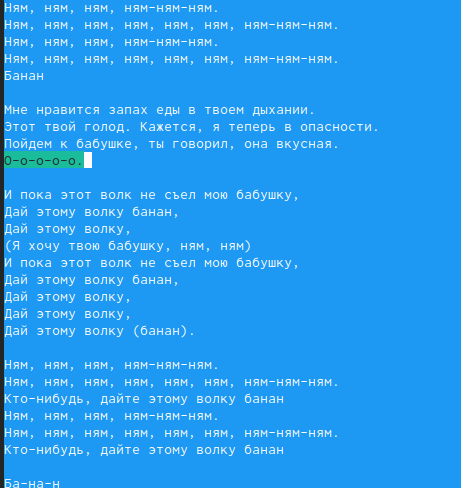 Ням, ням, ням, ням-ням-ням.
Ням, ням, ням, ням, ням, ням, ням-ням-ням.
Ням, ням, ням, ням-ням-ням.
Ням, ням, ням, ням, ням, ням, ням-ням-ням.
Банан
Мне нравится запах еды в твоем дыхании.
Этот твой голод. Кажется, я теперь в опасности.
Пойдем к бабушке, ты говорил, она вкусная.
О-о-о-о-о.
И пока этот волк не съел мою бабушку,
Дай этому волку банан,
Дай этому волку,
(Я хочу твою бабушку, ням, ням)
И пока этот волк не съел мою бабушку,
Дай этому волку банан,
Дай этому волку,
Дай этому волку,
Дай этому волку (банан).
Ням, ням, ням, ням-ням-ням.
Ням, ням, ням, ням, ням, ням, ням-ням-ням.
Кто-нибудь, дайте этому волку банан
Ням, ням, ням, ням-ням-ням.
Ням, ням, ням, ням, ням, ням, ням-ням-ням.
Кто-нибудь, дайте этому волку банан
Ба-на-н